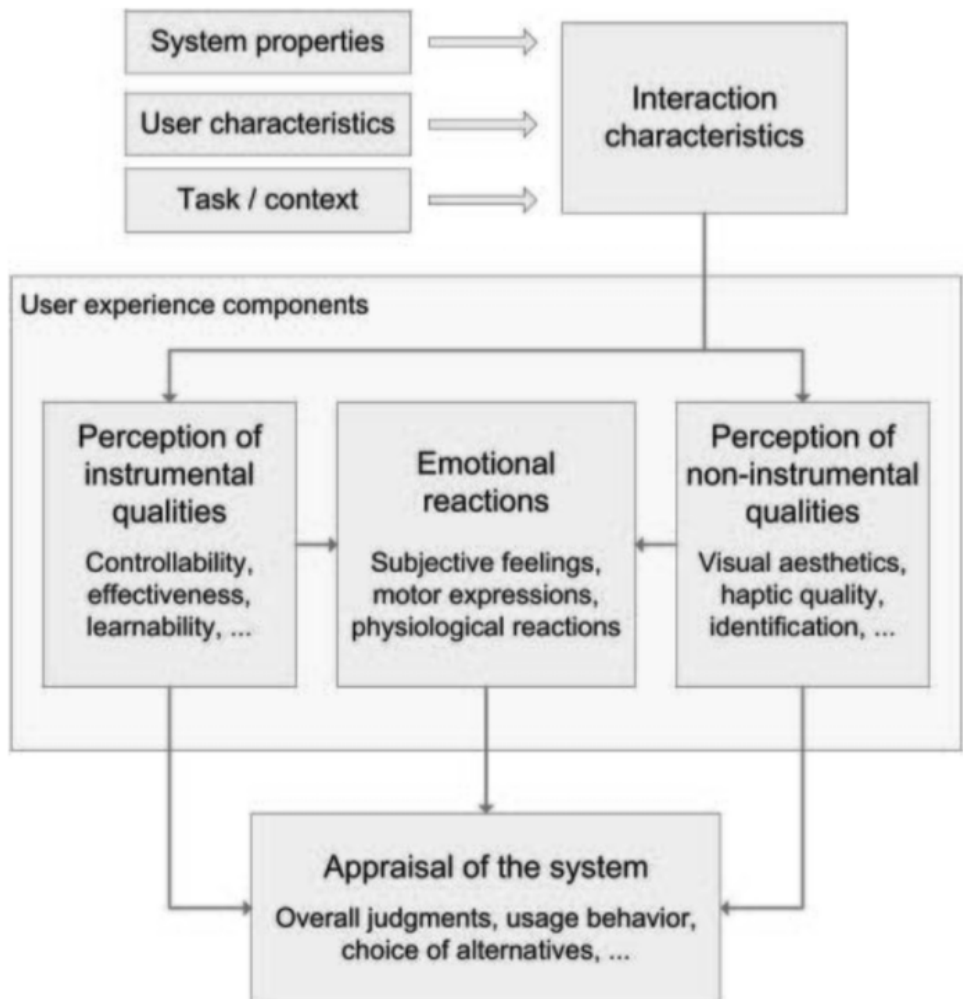 System properties
User characteristics
Task / context
Interaction
characteristics
User experience components
Perception of
instrumental
qualities
Controllability,
effectiveness,
learnability, ...
Emotional
reactions
Subjective feelings,
motor expressions,
physiological reactions
Perception of
non-instrumental
qualities
Visual aesthetics,
haptic quality,
identification, ...
Appraisal of the system
Overall judgments, usage behavior,
choice of alternatives, ...